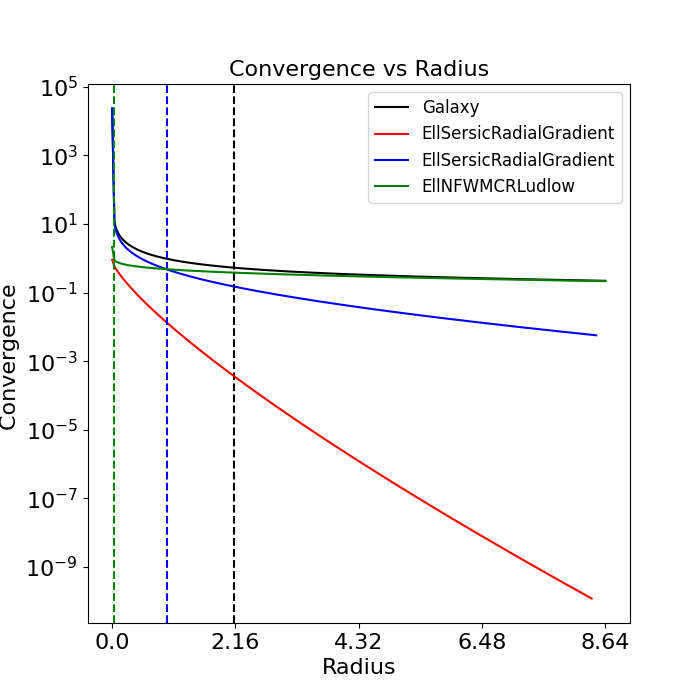 Convergence vs Radius
Galaxy
EllSersicRadialGradient
EllSersicRadialGradient
EllNFWMCRLudlow
Convergence
10^5
10^3
10^1
10^-1
10^-3
10^-5
10^-7
10^-9
0.0 2.16 4.32 6.48 8.64
Radius